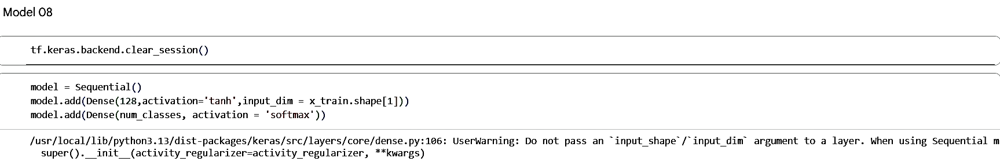 Model 08
tf.keras.backend.clear_session()
model = Sequential()
model.add(Dense(128,activation='tanh',input_dim = x_train.shape[1]))
model.add(Dense(num_classes, activation = 'softmax'))
/usr/local/lib/python3.13/dist-packages/keras/src/layers/core/dense.py:106: UserWarning: Do not pass an `input_shape`/`input_dim` argument to a layer. When using Sequential m
super().__init__(activity_regularizer=activity_regularizer, **kwargs)